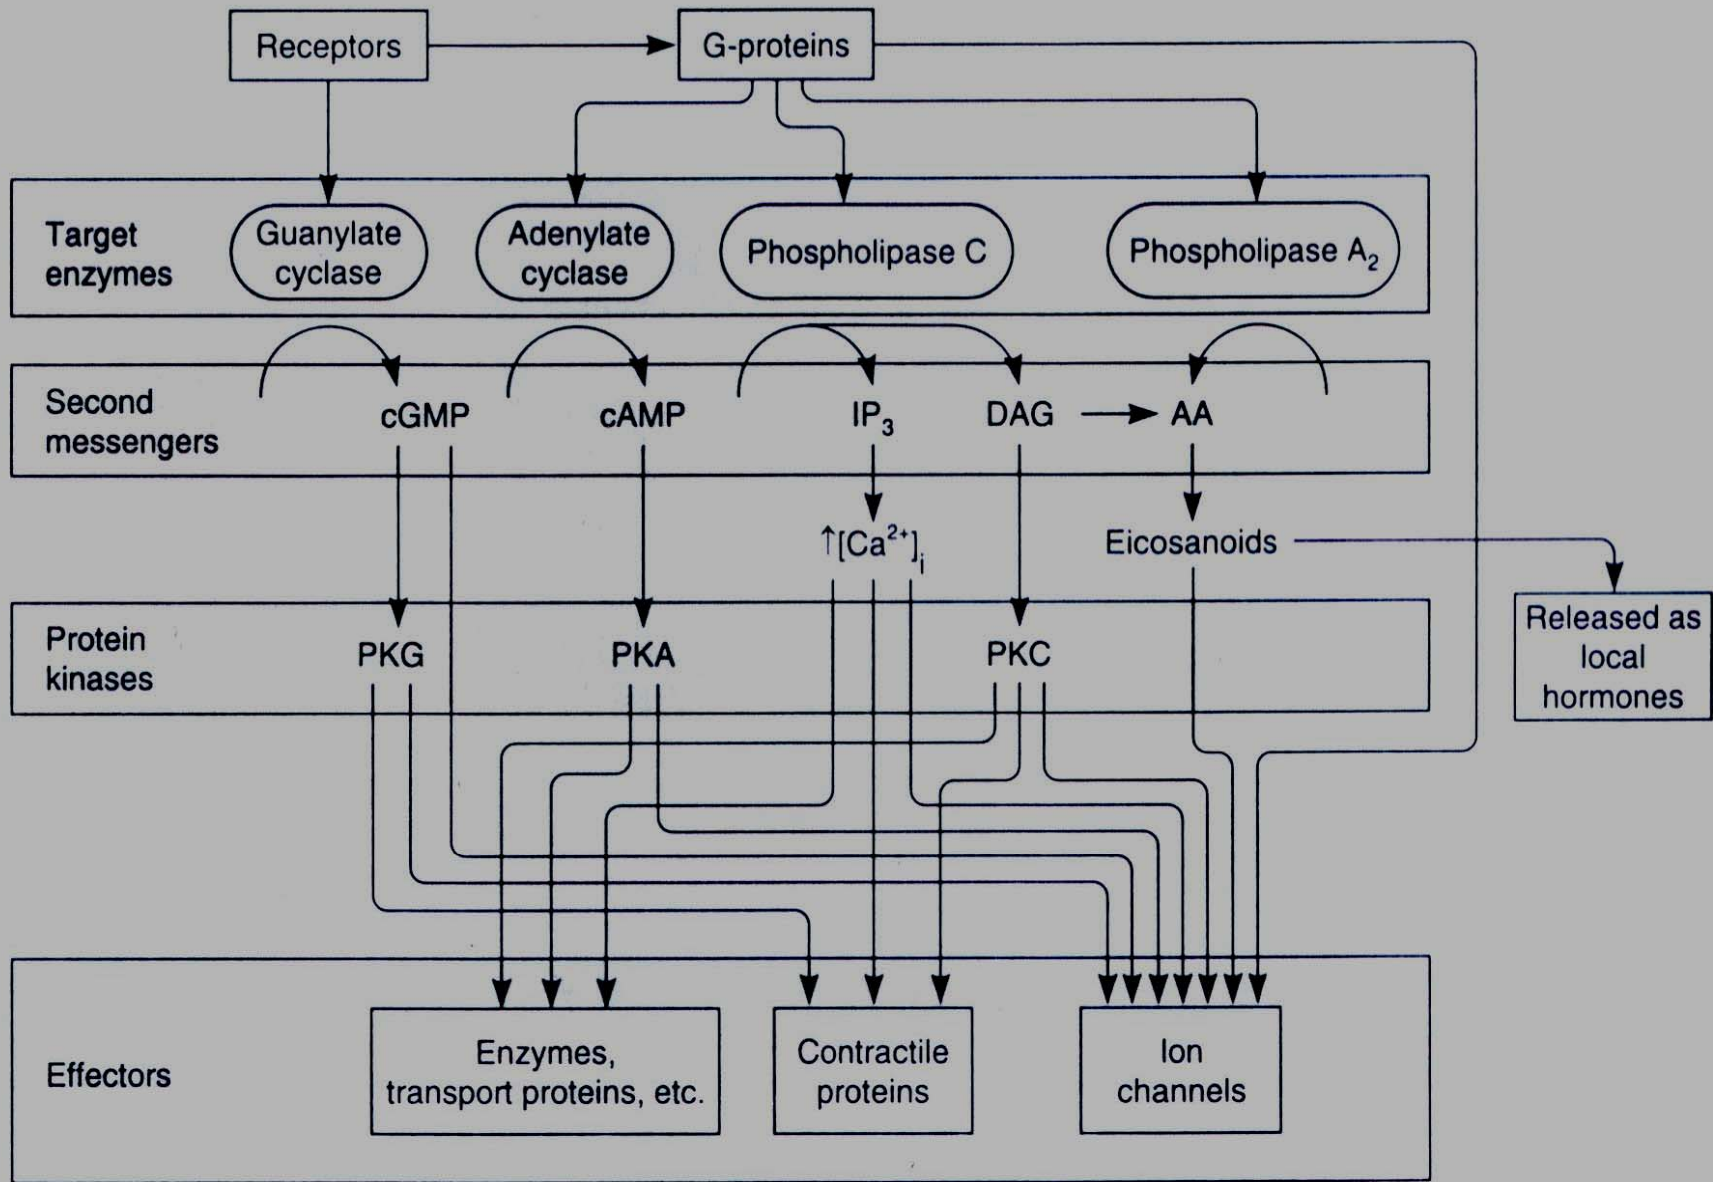 Receptors
G-proteins
Target
enzymes
Guanylate
cyclase
Adenylate
cyclase
Phospholipase C
Phospholipase A₂
Second
messengers
cGMP
cAMP
IP₃
DAG
AA
↑[Ca²⁺]ᵢ
Eicosanoids
Released as
local
hormones
Protein
kinases
PKG
PKA
PKC
Effectors
Enzymes,
transport proteins, etc.
Contractile
proteins
Ion
channels